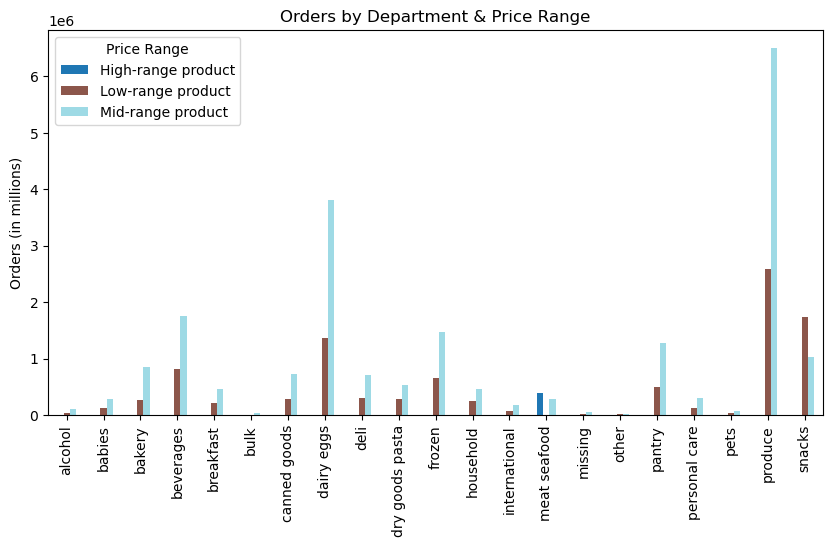 Orders by Department & Price Range
1e6
Price Range
High-range product
Low-range product
Mid-range product
Orders (in millions)
6
5
4
3
2
1
0
alcohol
babies
bakery
beverages
breakfast
bulk
canned goods
dairy eggs
deli
dry goods pasta
frozen
household
international
meat seafood
missing
other
pantry
personal care
pets
produce
snacks